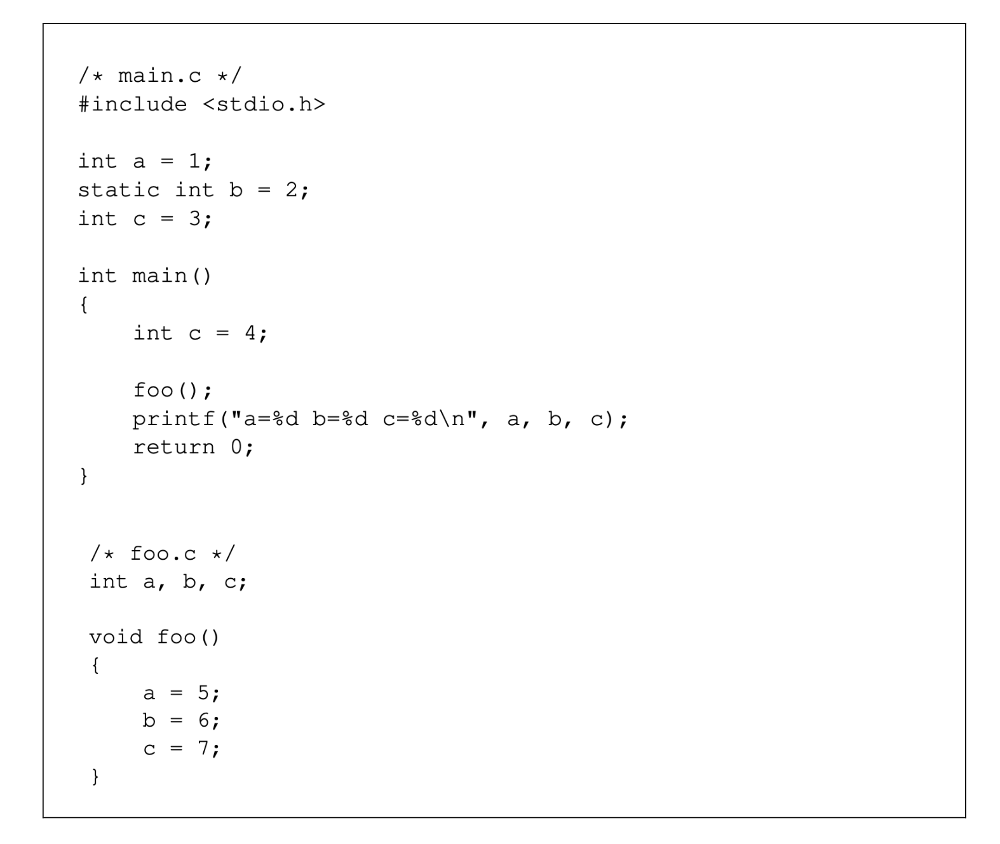 /* main.c */
#include <stdio.h>
int a = 1;
static int b = 2;
int c = 3;
int main()
{
    int c = 4;
    foo();
    printf("a=%d b=%d c=%d\n", a, b, c);
    return 0;
}
/* foo.c */
int a, b, c;
void foo()
{
    a = 5;
    b = 6;
    c = 7;
}